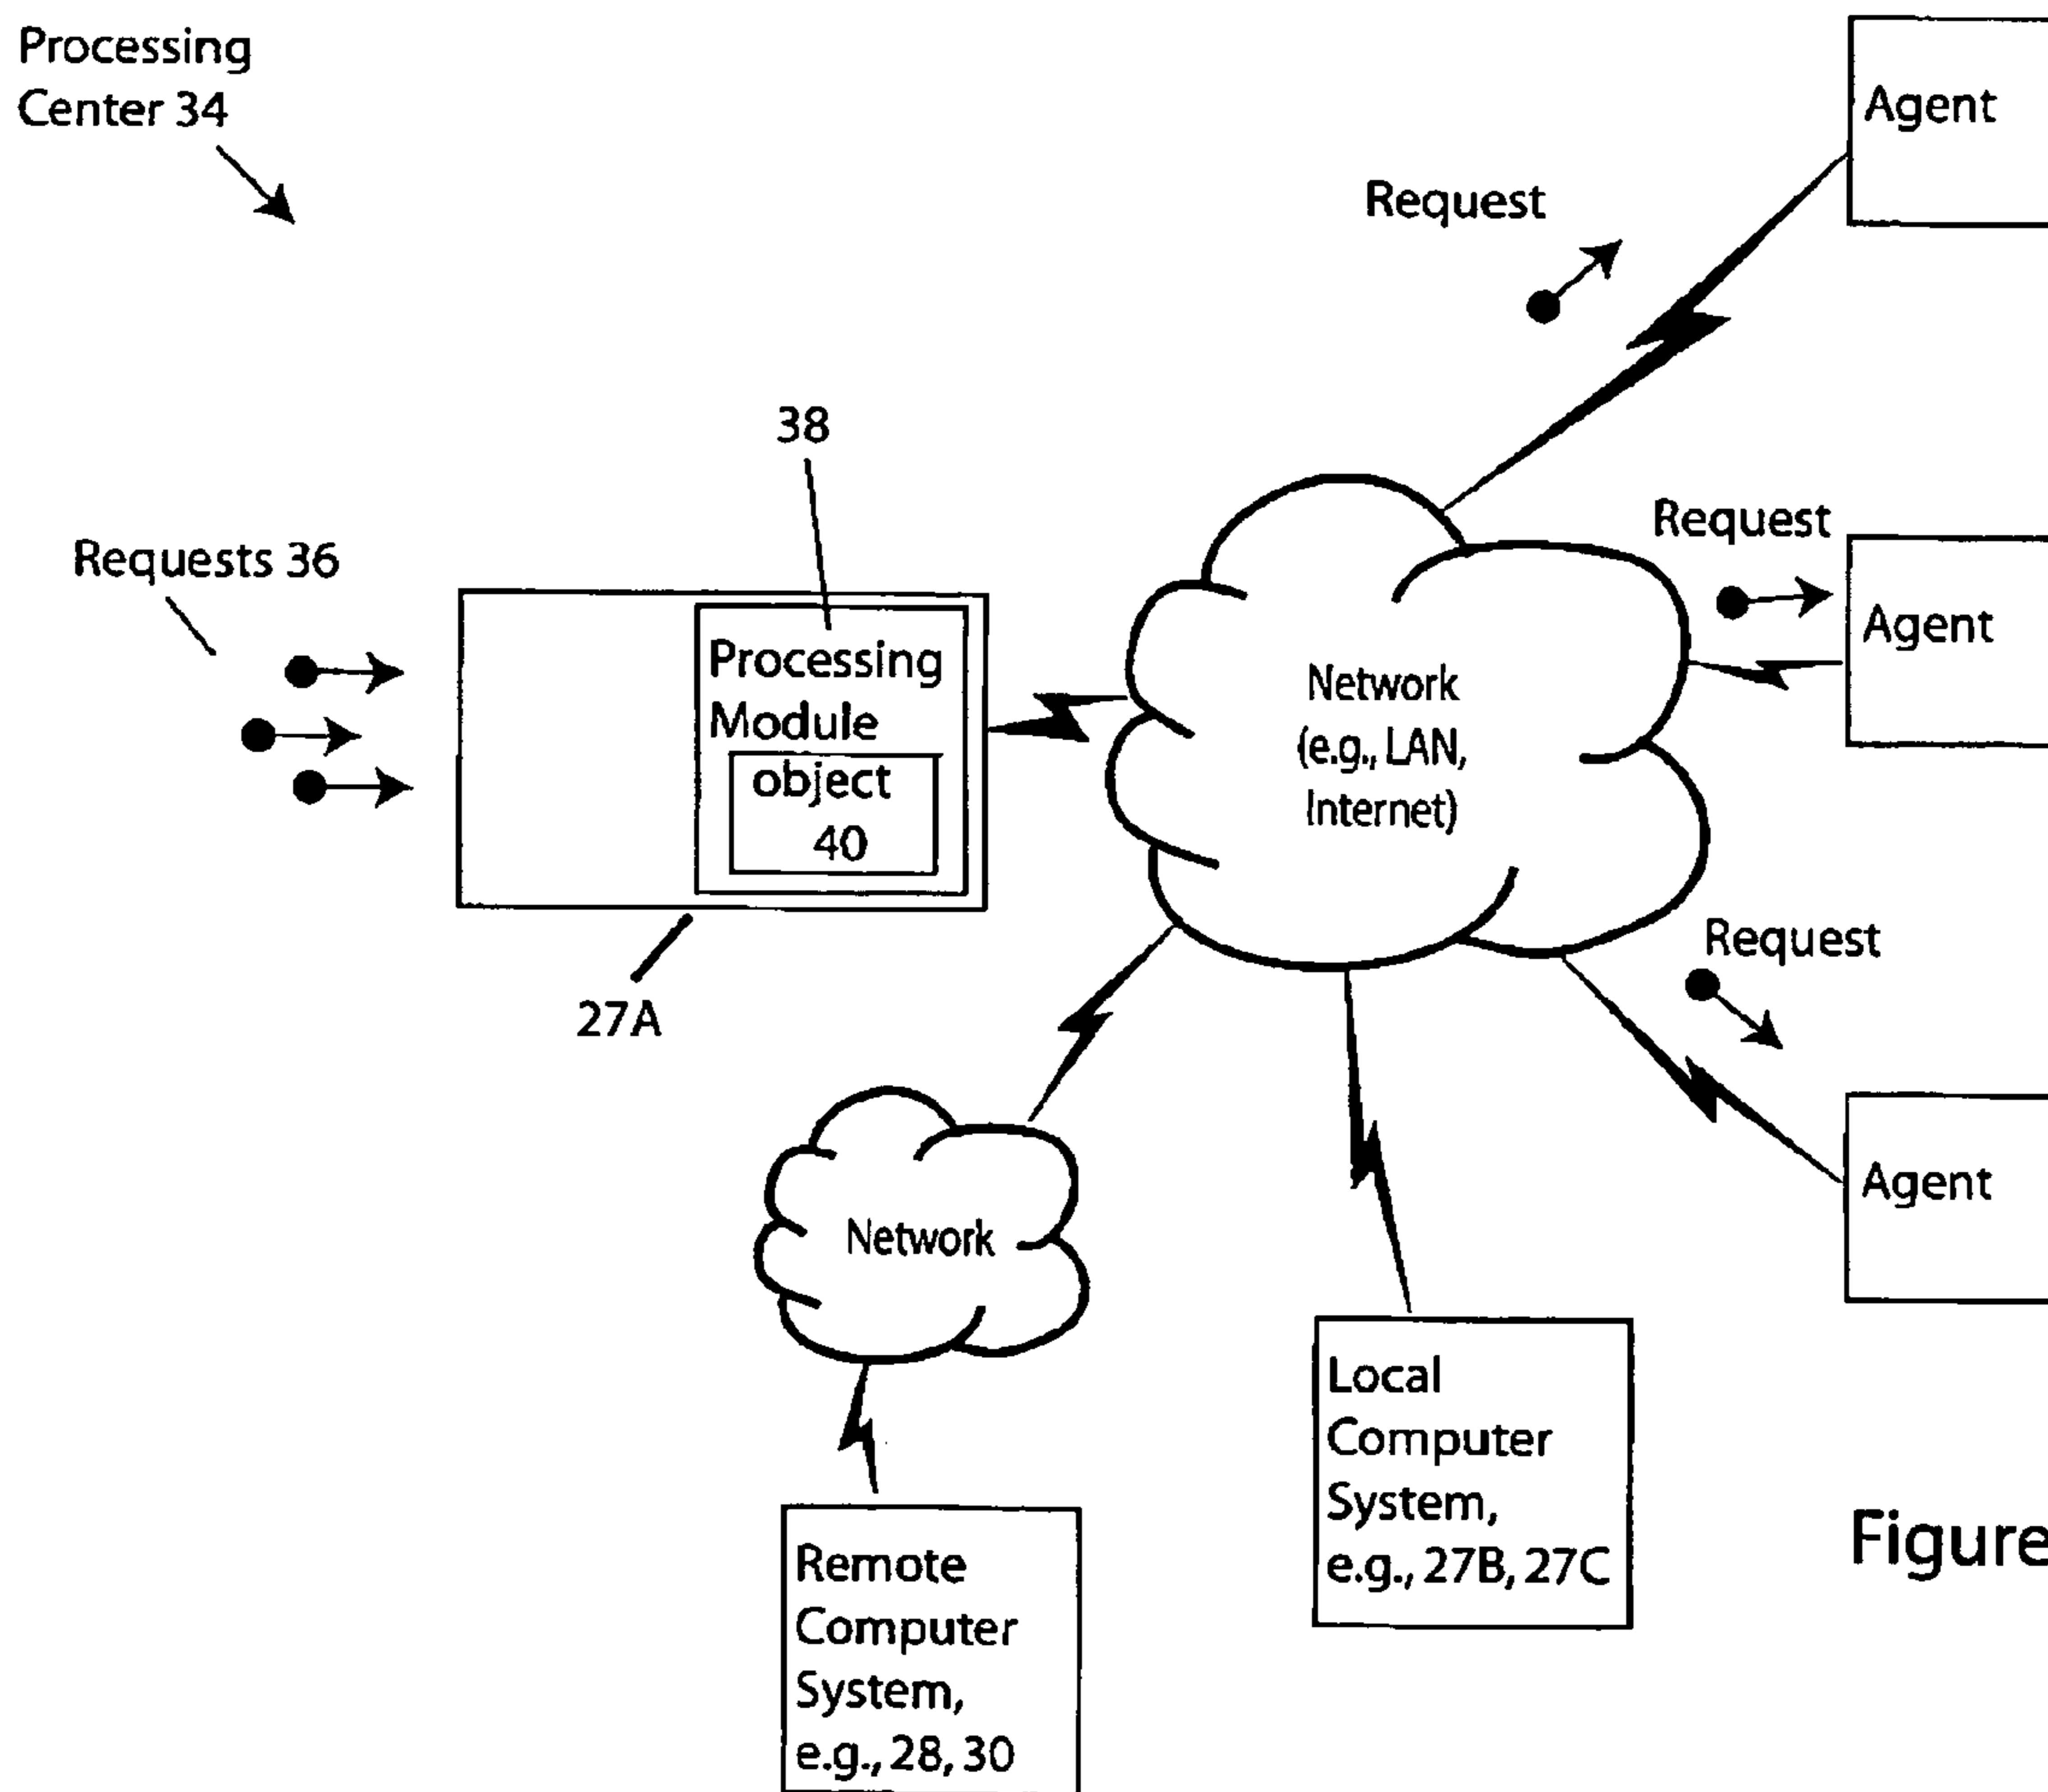 Processing
Center 34
Agent
Request
38
Request
Requests 36
Agent
Processing
Module
object
40
Network
(e.g., LAN,
Internet)
Request
27A
Agent
Network
Local
Computer
System,
e.g., 27B, 27C
Figure
Remote
Computer
System,
e.g., 28, 30